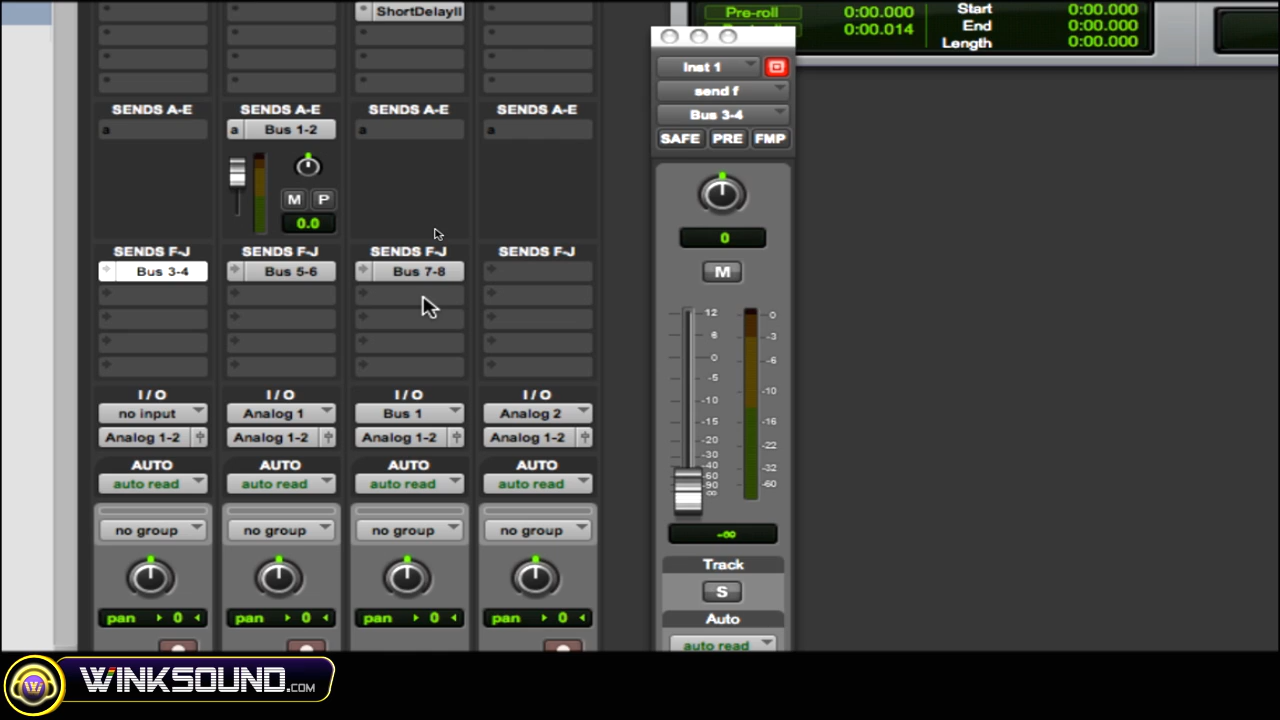 ShortDelayII
Pre-roll 0:00.000
0:00.014
Start 0:00.000
End 0:00.000
Length 0:00.000
Inst 1
send f
Bus 3-4
SAFE PRE FMP
SENDS A-E SENDS A-E SENDS A-E SENDS A-E
a a Bus 1-2 a a
M P
0.0
0
M
SENDS F-J SENDS F-J SENDS F-J SENDS F-J
Bus 3-4 Bus 5-6 Bus 7-8
12 0
6 -3
0 -6
-5
-10 -10
-15 -16
-20 -22
-30
-40 -32
-60
-90 -60
∞
I / O I / O I / O I / O
no input Analog 1 Bus 1 Analog 2
Analog 1-2 Analog 1-2 Analog 1-2 Analog 1-2
AUTO AUTO AUTO AUTO
auto read auto read auto read auto read
no group no group no group no group
-∞
Track
S
Auto
auto read
pan 0 pan 0 pan 0 pan 0
W WINKSOUND.COM